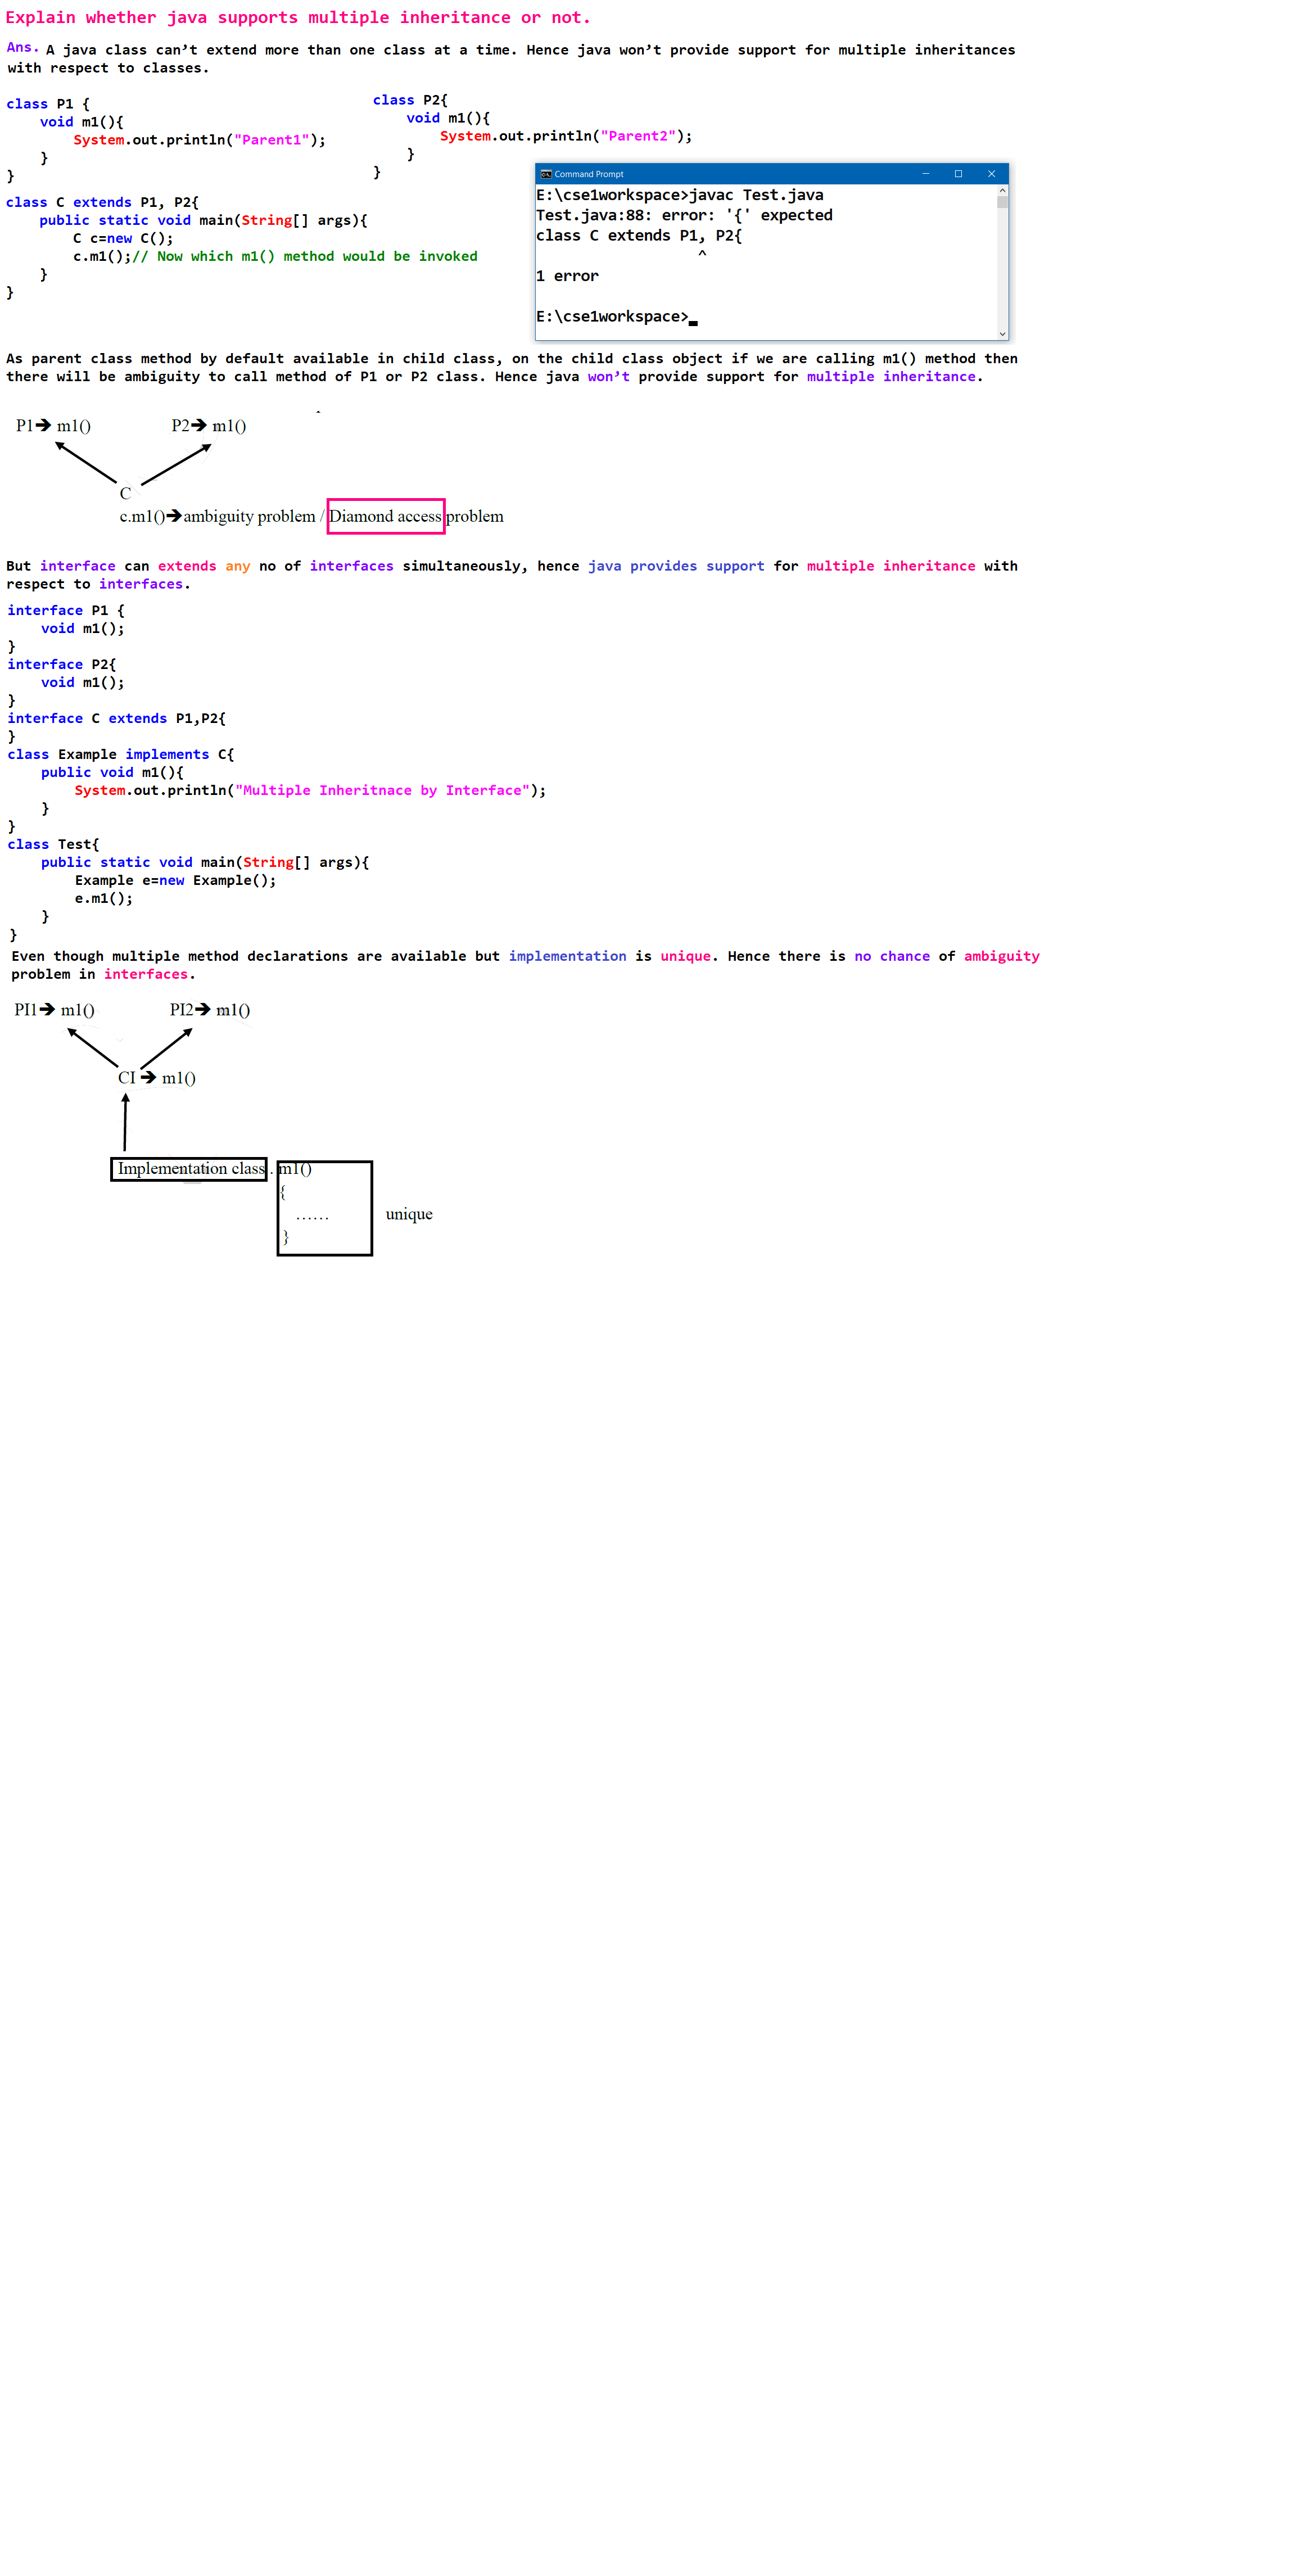 Explain whether java supports multiple inheritance or not.
Ans. A java class can’t extend more than one class at a time. Hence java won’t provide support for multiple inheritances
with respect to classes.
class P1 {
    void m1(){
        System.out.println("Parent1");
    }
}
class P2{
    void m1(){
        System.out.println("Parent2");
    }
}
class C extends P1, P2{
    public static void main(String[] args){
        C c=new C();
        c.m1();// Now which m1() method would be invoked
    }
}
Command Prompt
E:\cse1workspace>javac Test.java
Test.java:88: error: '{' expected
class C extends P1, P2{
                  ^
1 error
E:\cse1workspace>
As parent class method by default available in child class, on the child class object if we are calling m1() method then
there will be ambiguity to call method of P1 or P2 class. Hence java won’t provide support for multiple inheritance.
P1➔ m1() P2➔ m1()
C
c.m1()➔ambiguity problem / Diamond access problem
But interface can extends any no of interfaces simultaneously, hence java provides support for multiple inheritance with
respect to interfaces.
interface P1 {
    void m1();
}
interface P2{
    void m1();
}
interface C extends P1,P2{
}
class Example implements C{
    public void m1(){
        System.out.println("Multiple Inheritnace by Interface");
    }
}
class Test{
    public static void main(String[] args){
        Example e=new Example();
        e.m1();
    }
}
Even though multiple method declarations are available but implementation is unique. Hence there is no chance of ambiguity
problem in interfaces.
PI1➔ m1() PI2➔ m1()
CI ➔ m1()
Implementation class . m1()
{
......
unique
}